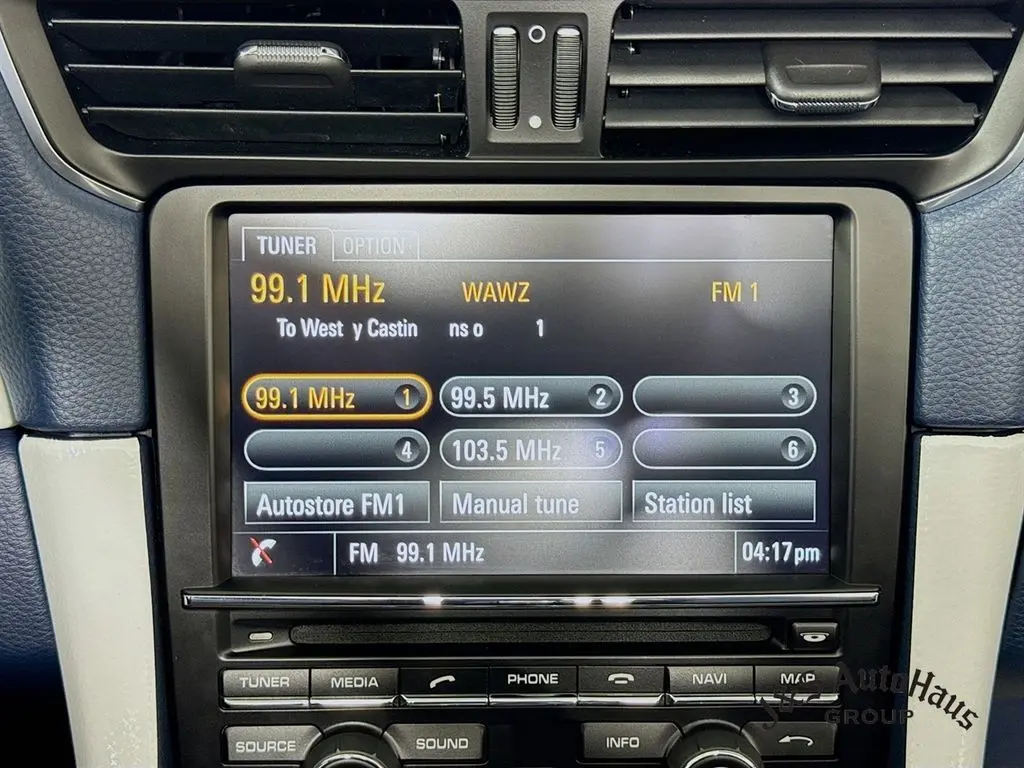 TUNER OPTION
99.1 MHz WAWZ FM 1
To West y Castin ns o 1
99.1 MHz 1 99.5 MHz 2 3
4 103.5 MHz 5 6
Autostore FM1 Manual tune Station list
FM 99.1 MHz 04:17pm
TUNER MEDIA PHONE NAVI MAP
SOURCE SOUND INFO
AutoHaus
GROUP